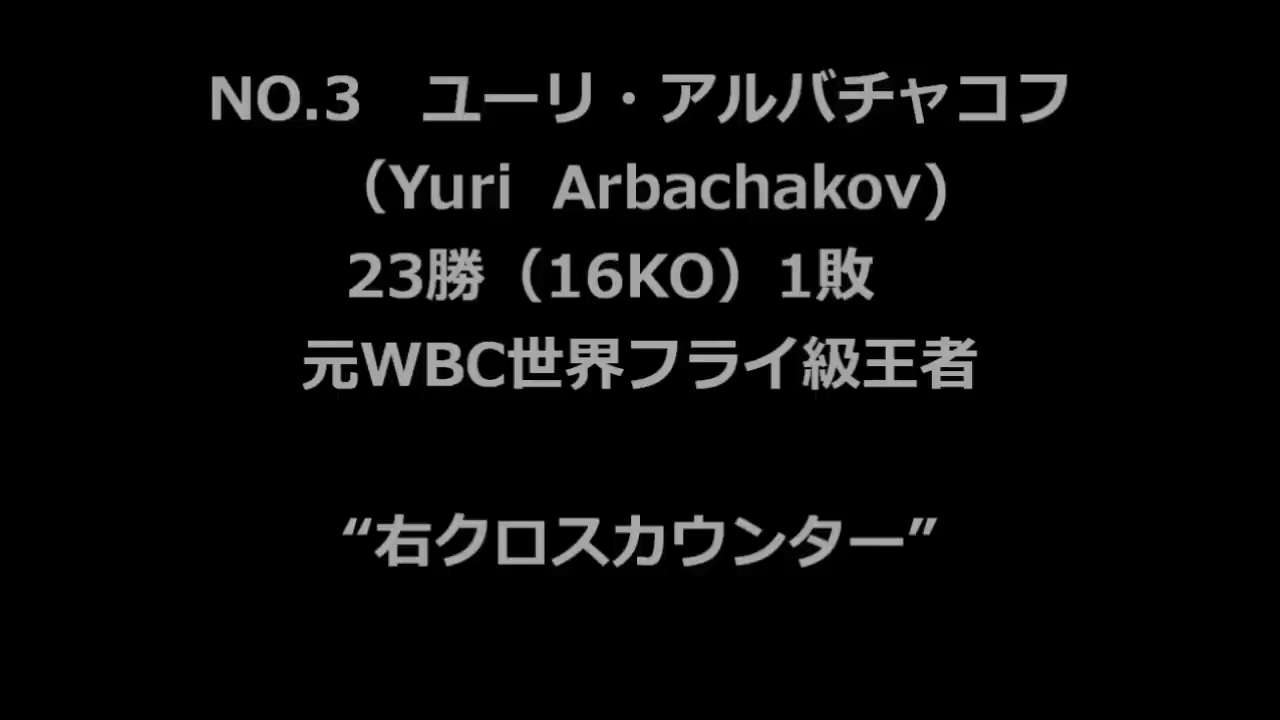 NO.3　ユーリ・アルバチャコフ
（Yuri Arbachakov)
23勝（16KO）1敗
元WBC世界フライ級王者
“右クロスカウンター”